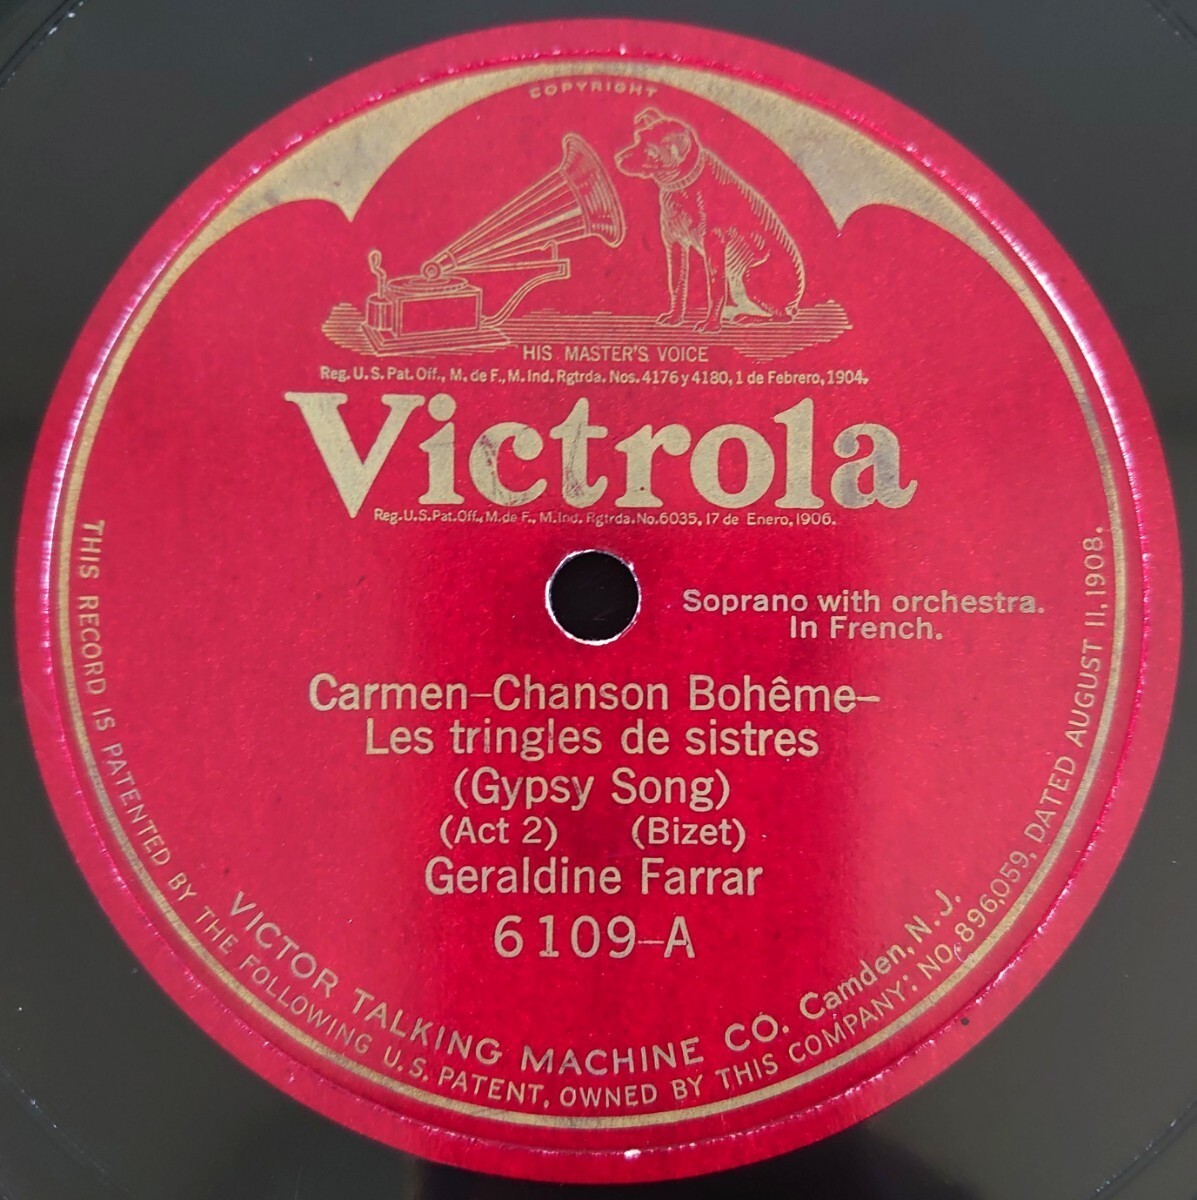 COPYRIGHT
HIS MASTER'S VOICE
Reg. U.S. Pat. Off., M. de F., M. Ind. Rgtrda. Nos. 4176 y 4180, 1 de Febrero, 1904.
Victrola
Reg. U.S. Pat. Off., M. de F., M. Ind. Rgtrda. No. 6035, 17 de Enero, 1906.
Soprano with orchestra.
In French.
Carmen–Chanson Bohême–
Les tringles de sistres
(Gypsy Song)
(Act 2) (Bizet)
Geraldine Farrar
6109–A
VICTOR TALKING MACHINE CO. Camden, N. J.
THIS RECORD IS PATENTED BY THE FOLLOWING U.S. PATENT, OWNED BY THIS COMPANY: NO. 896,059, DATED AUGUST 11, 1908.